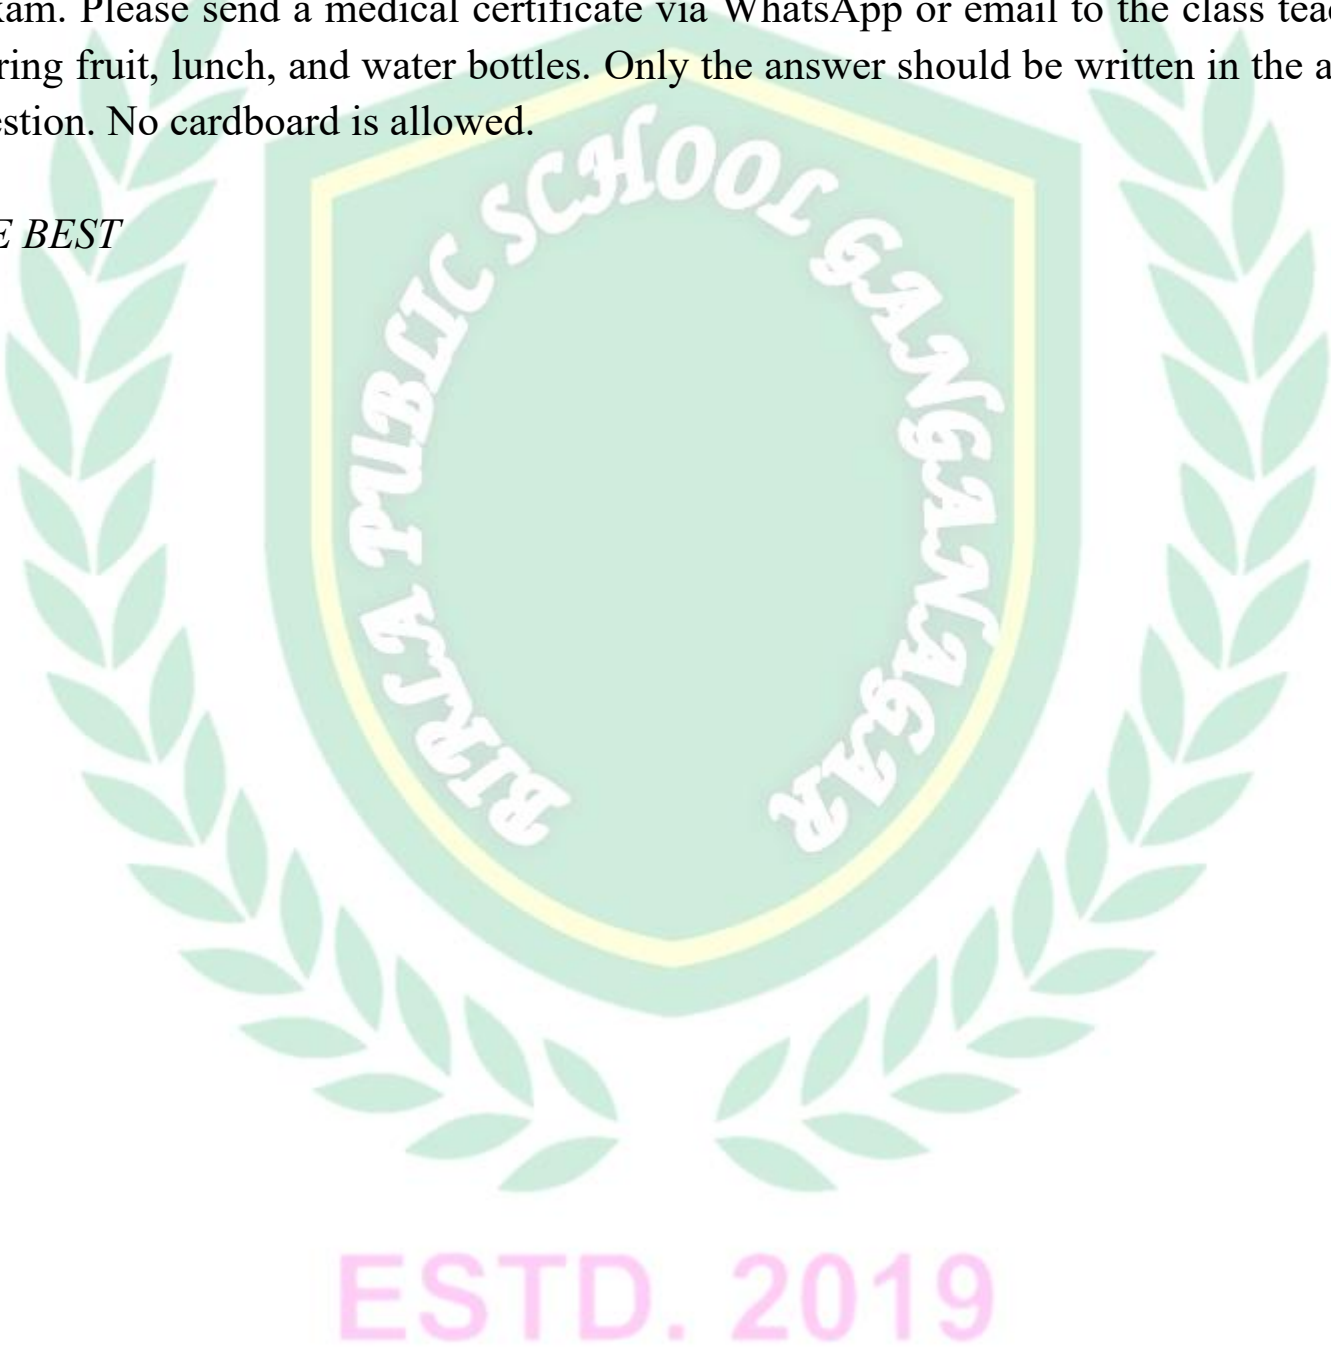 xam. Please send a medical certificate via WhatsApp or email to the class teac
ring fruit, lunch, and water bottles. Only the answer should be written in the a
estion. No cardboard is allowed.
E BEST
BIRLA PUBLIC SCHOOL GANGANAGAR
ESTD. 2019